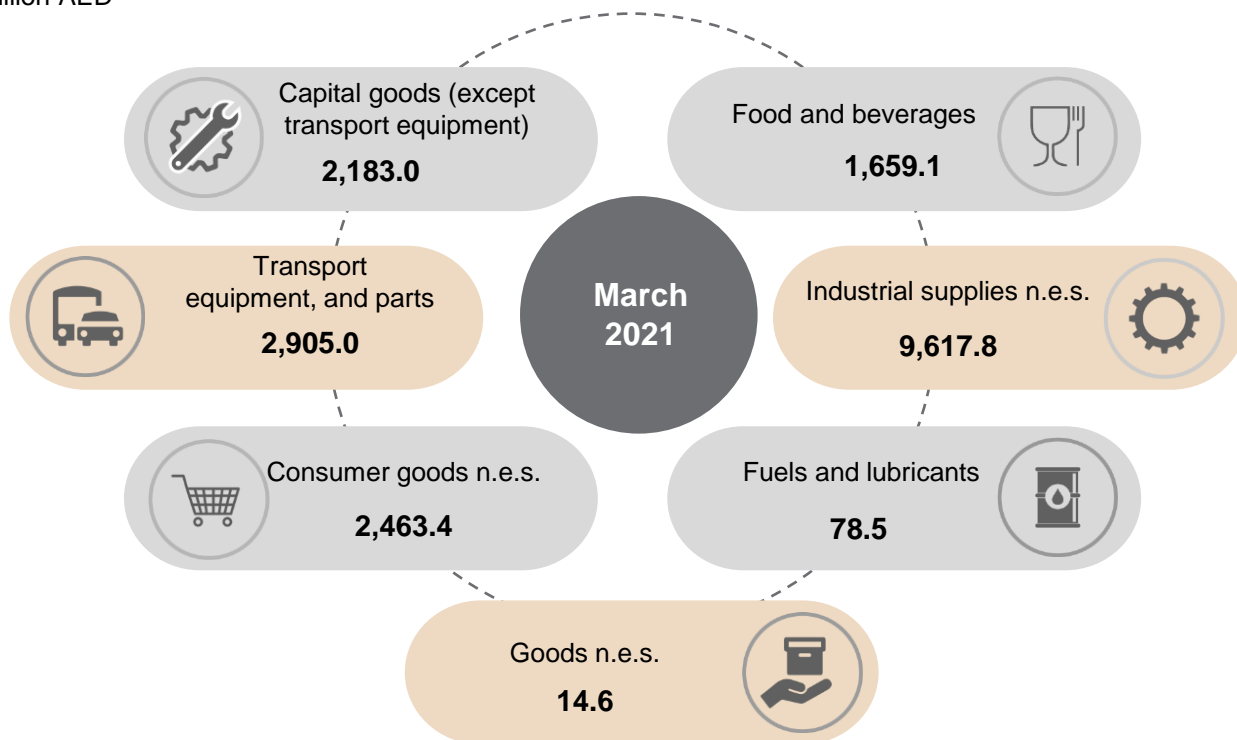 AED
Capital goods (except
transport equipment)
2,183.0
Food and beverages
1,659.1
Transport
equipment, and parts
2,905.0
March
2021
Industrial supplies n.e.s.
9,617.8
Consumer goods n.e.s.
2,463.4
Fuels and lubricants
78.5
Goods n.e.s.
14.6